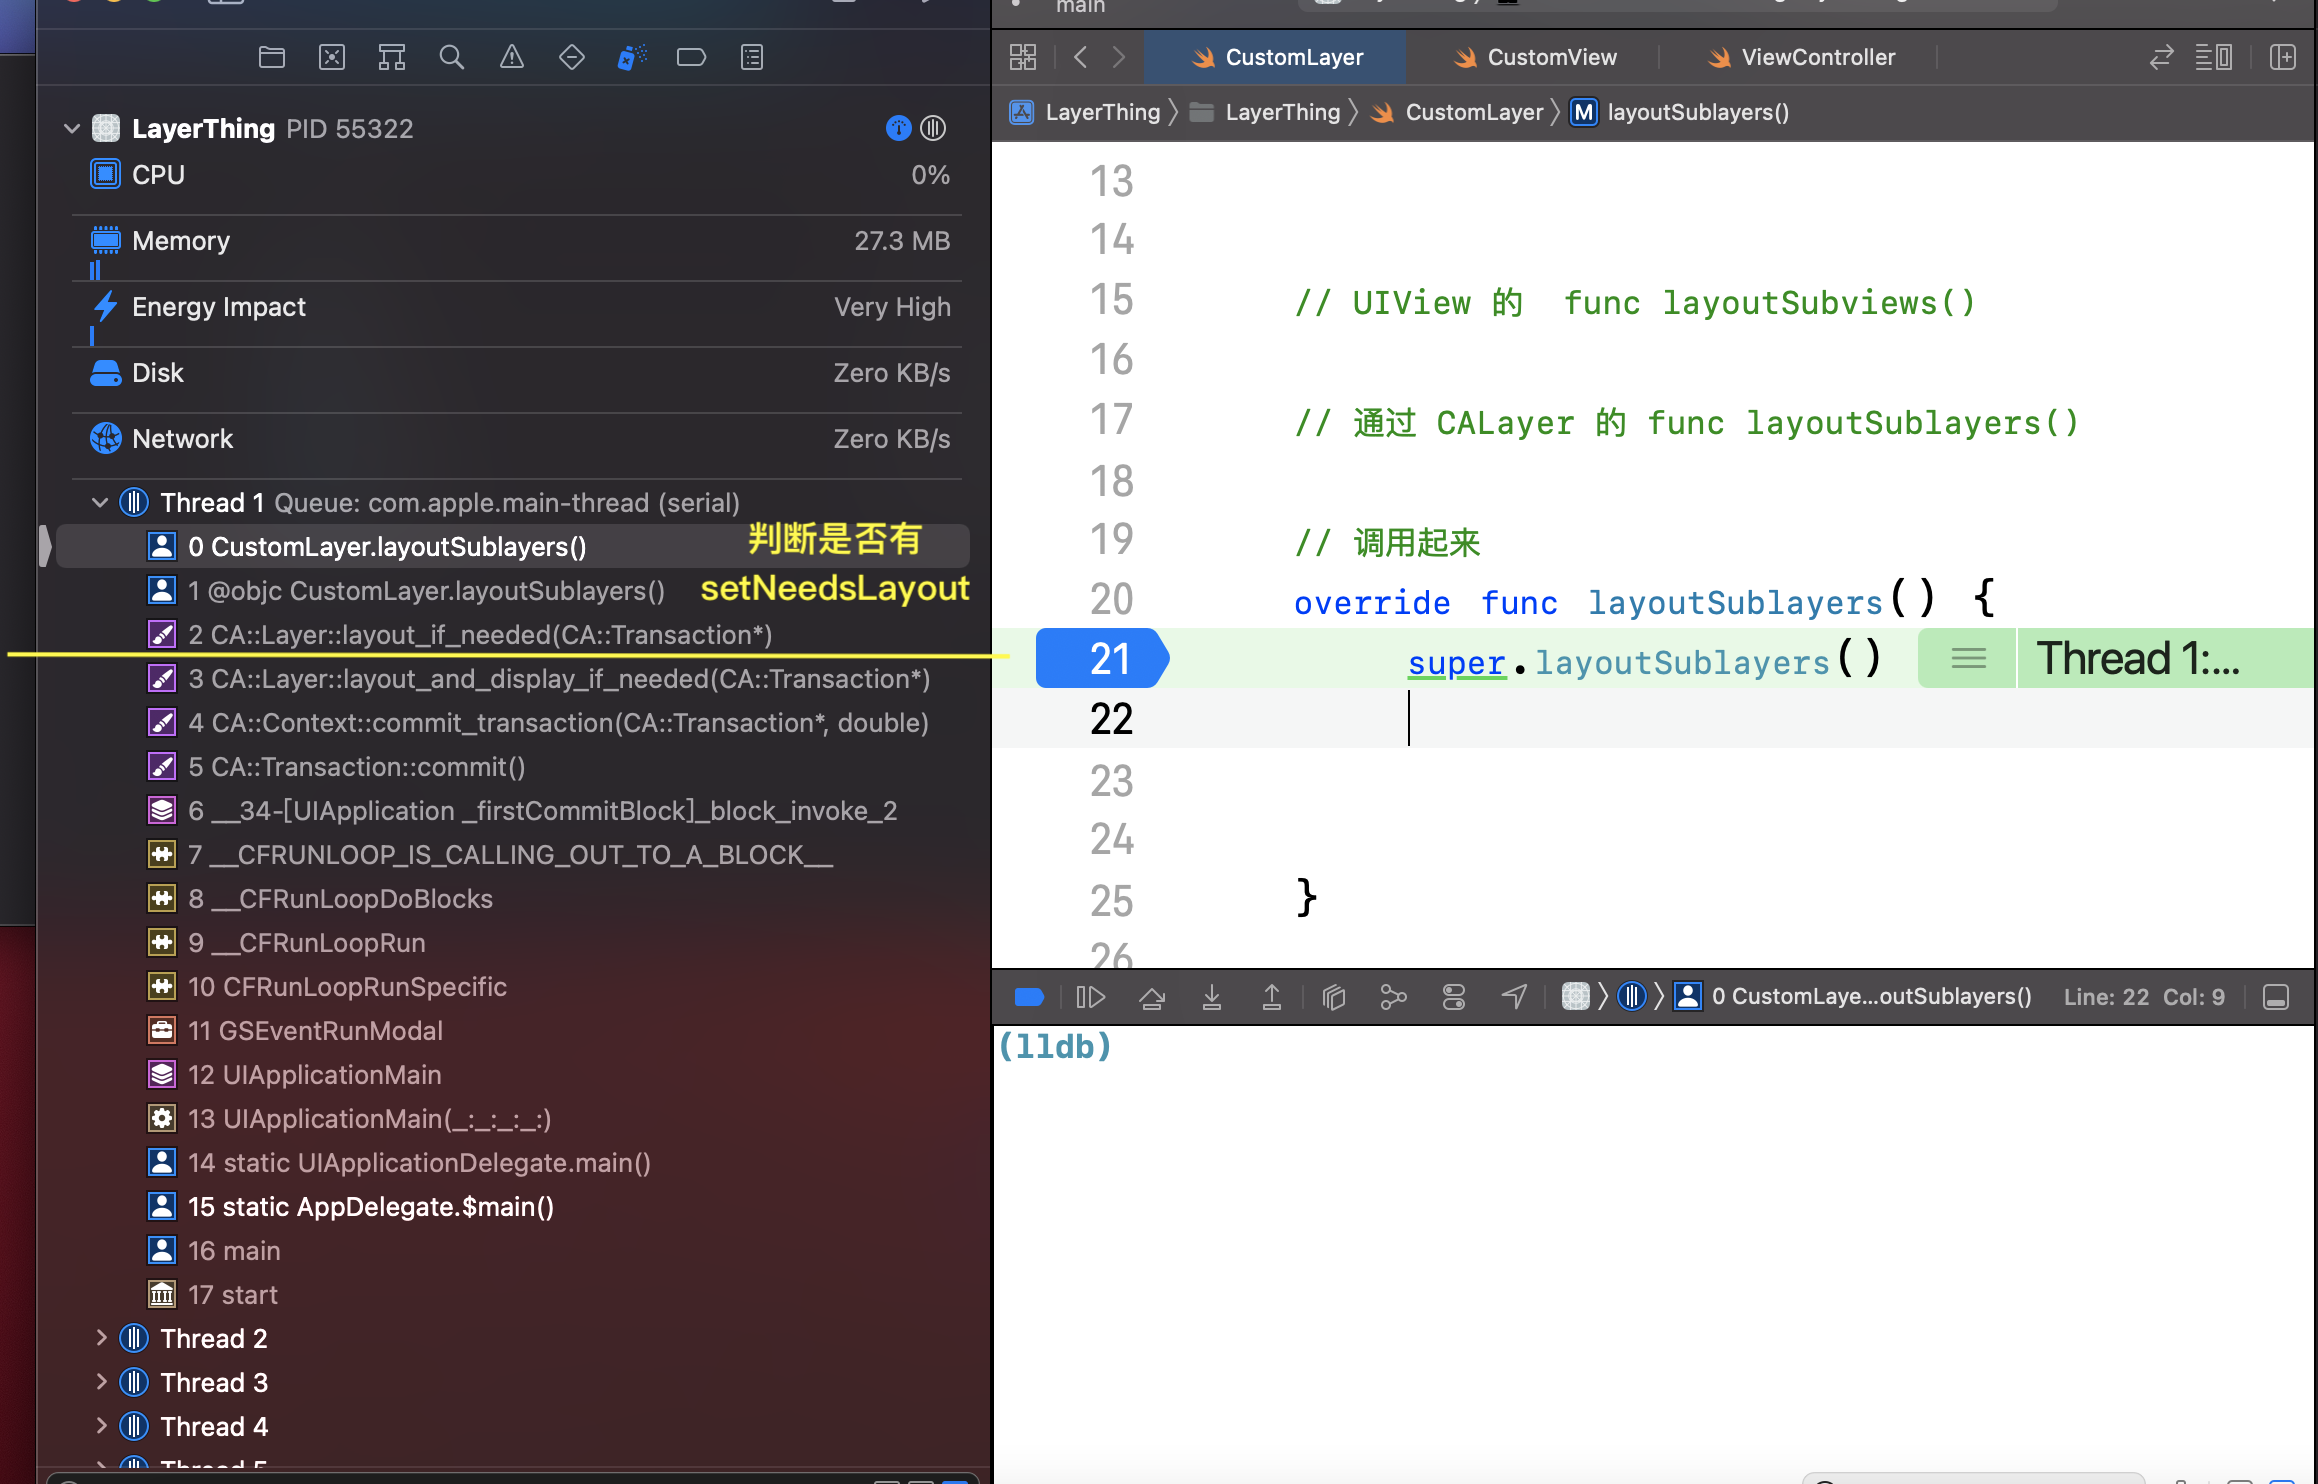 LayerThing PID 55322
CPU 0%
Memory 27.3 MB
Energy Impact Very High
Disk Zero KB/s
Network Zero KB/s
Thread 1 Queue: com.apple.main-thread (serial)
0 CustomLayer.layoutSublayers()
判断是否有
1 @objc CustomLayer.layoutSublayers()
setNeedsLayout
2 CA::Layer::layout_if_needed(CA::Transaction*)
3 CA::Layer::layout_and_display_if_needed(CA::Transaction*)
4 CA::Context::commit_transaction(CA::Transaction*, double)
5 CA::Transaction::commit()
6 __34-[UIApplication _firstCommitBlock]_block_invoke_2
7 __CFRUNLOOP_IS_CALLING_OUT_TO_A_BLOCK__
8 __CFRunLoopDoBlocks
9 __CFRunLoopRun
10 CFRunLoopRunSpecific
11 GSEventRunModal
12 UIApplicationMain
13 UIApplicationMain(_:_:_:_:)
14 static UIApplicationDelegate.main()
15 static AppDelegate.$main()
16 main
17 start
Thread 2
Thread 3
Thread 4
Thread 5
main
CustomLayer CustomView ViewController
LayerThing LayerThing CustomLayer M layoutSublayers()
13
14
15 // UIView 的 func layoutSubviews()
16
17 // 通过 CALayer 的 func layoutSublayers()
18
19 // 调用起来
20 override func layoutSublayers() {
21 super.layoutSublayers() Thread 1:...
22
23
24
25 }
26
0 CustomLaye...outSublayers() Line: 22 Col: 9
(lldb)